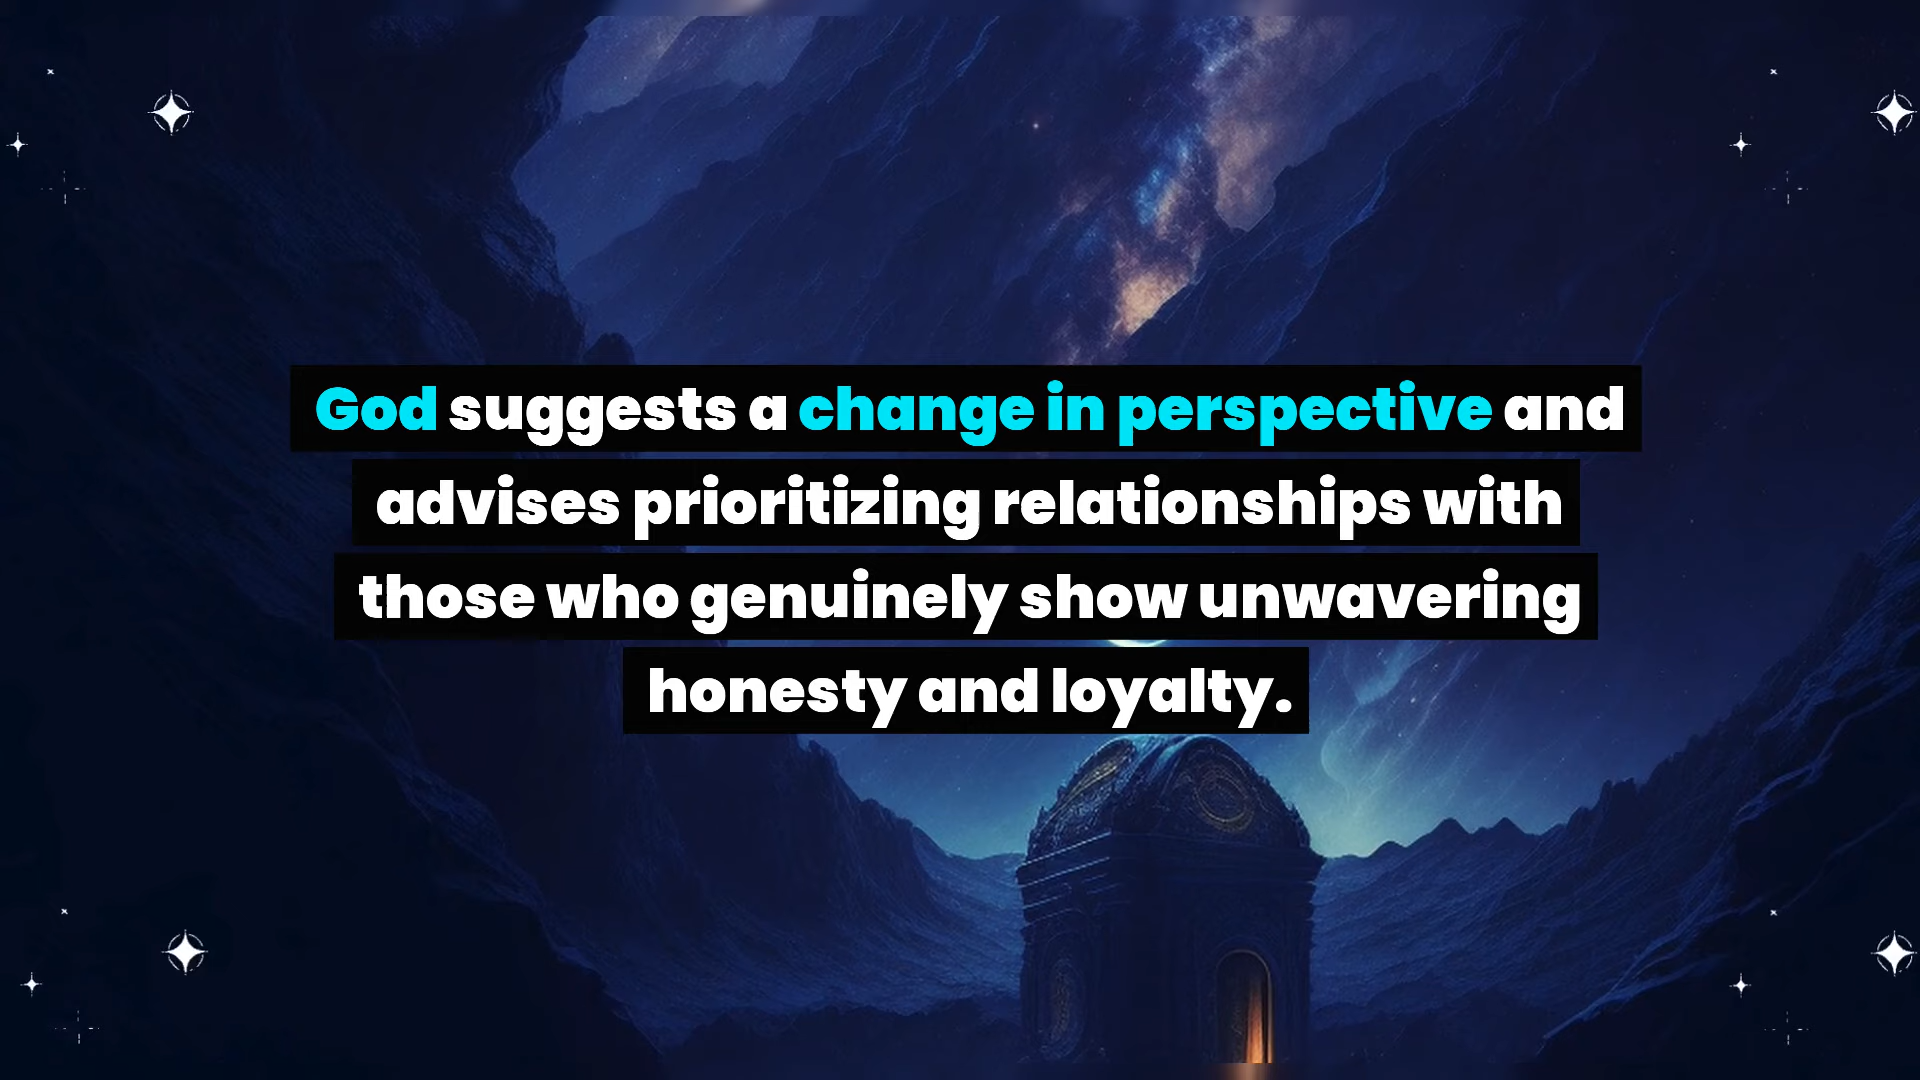 God suggests a change in perspective and
advises prioritizing relationships with
those who genuinely show unwavering
honesty and loyalty.